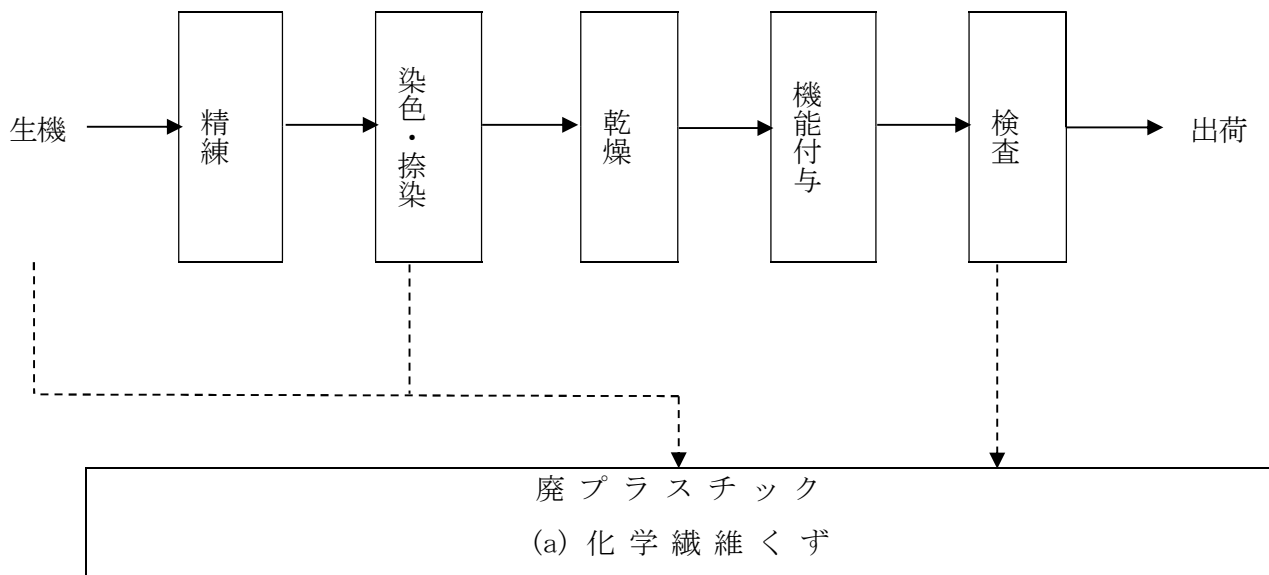 生機
精練
染色・捺染
乾燥
機能付与
検査
出荷
廃プラスチック
(a) 化学繊維くず